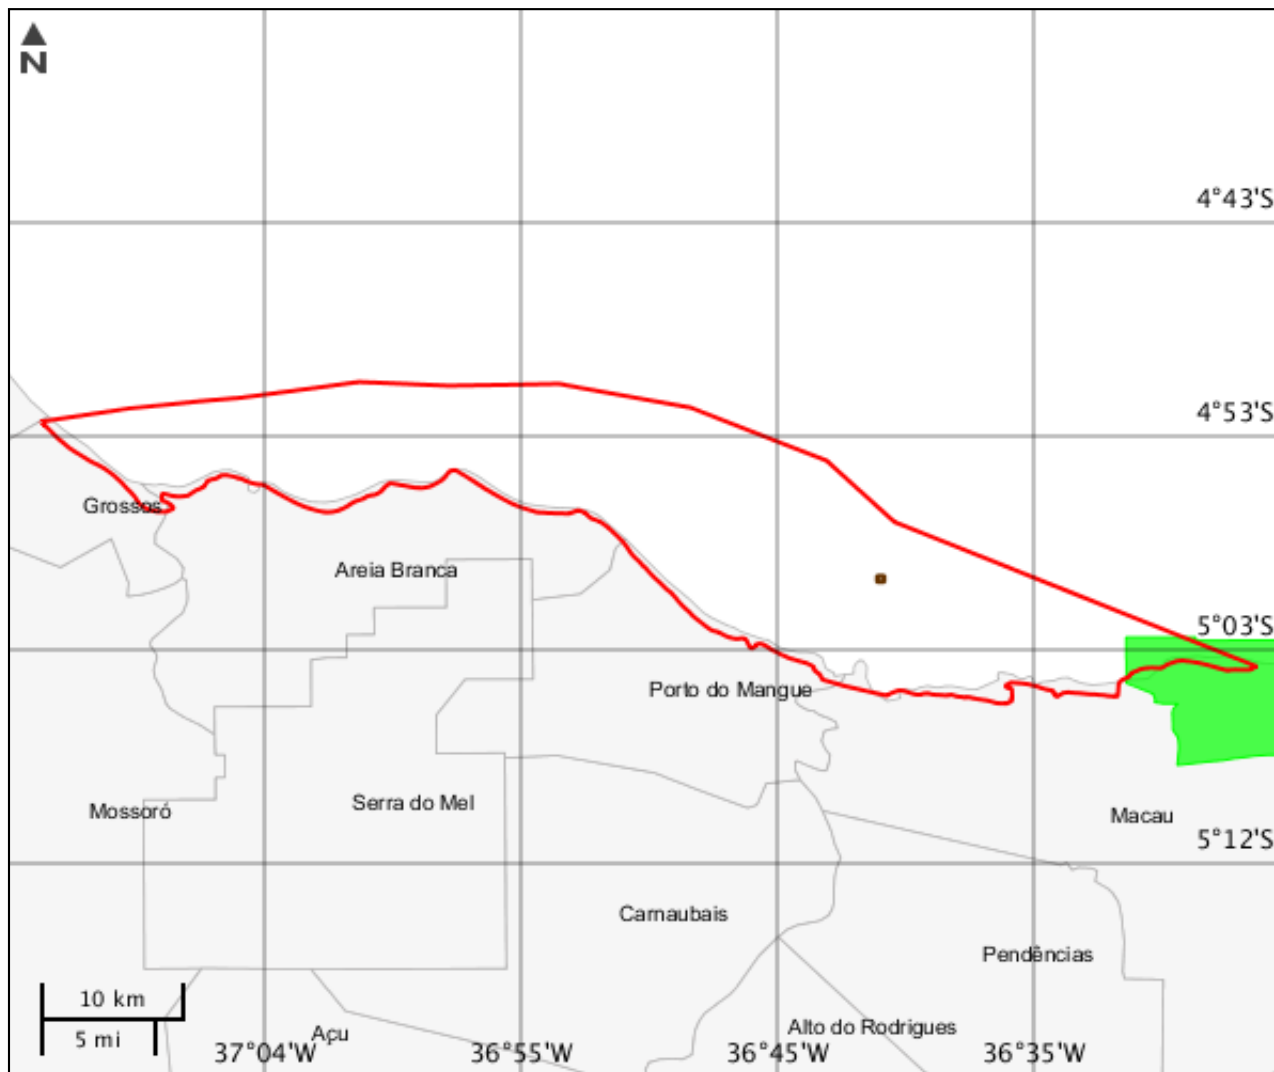 N
4°43'S
4°53'S
Grossos
Areia Branca
5°03'S
Porto do Mangue
Serra do Mel
Mossoró
Macau
5°12'S
Carnaubais
Pendências
10 km
5 mi
Açu
Alto do Rodrigues
37°04'W
36°55'W
36°45'W
36°35'W